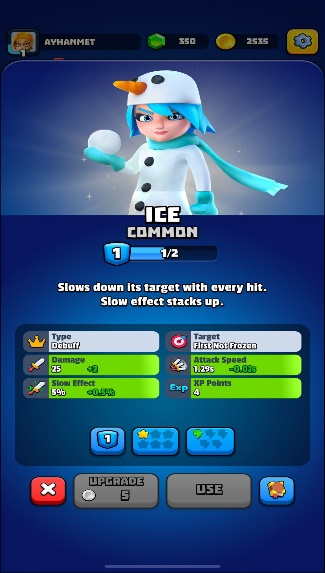 AYHANMET
350
2535
1
ICE
COMMON
1
1/2
Slows down its target with every hit.
Slow effect stacks up.
Type
Debuff
Target
First Not Frozen
Damage
25 +2
Attack Speed
1.29s -0.02s
Slow Effect
5% +0.5%
Exp
XP Points
4
1
UPGRADE
5
USE